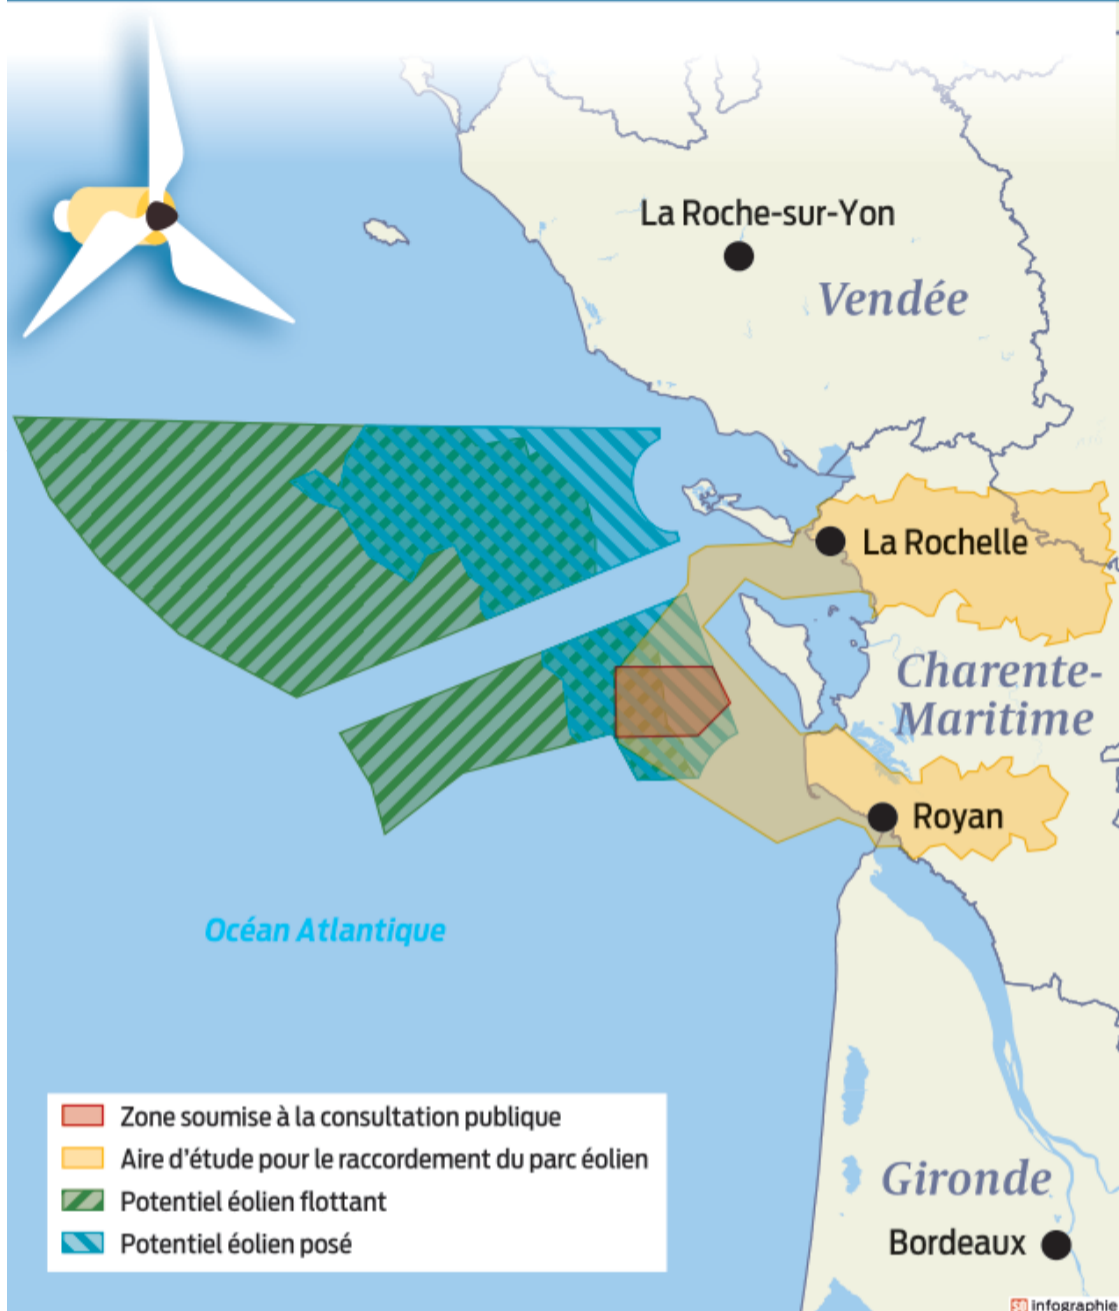 La Roche-sur-Yon
Vendée
La Rochelle
Charente-
Maritime
Royan
Océan Atlantique
Zone soumise à la consultation publique
Aire d’étude pour le raccordement du parc éolien
Potentiel éolien flottant
Potentiel éolien posé
Gironde
Bordeaux
SO infographie